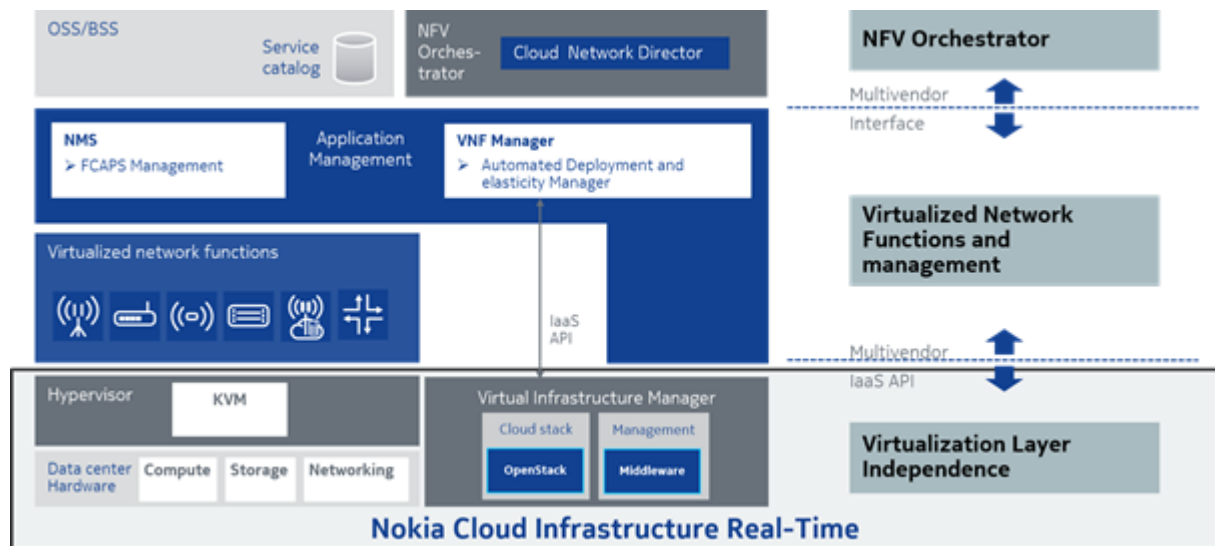 OSS/BSS
Service
catalog
NFV
Orches-
trator
Cloud Network Director
NFV Orchestrator
Multivendor
Interface
NMS
➢ FCAPS Management
Application
Management
VNF Manager
➢ Automated Deployment and
elasticity Manager
Virtualized Network
Functions and
management
Virtualized network functions
IaaS
API
Multivendor
IaaS API
Hypervisor
KVM
Virtual Infrastructure Manager
Cloud stack
OpenStack
Management
Middleware
Data center
Hardware
Compute
Storage
Networking
Virtualization Layer
Independence
Nokia Cloud Infrastructure Real-Time